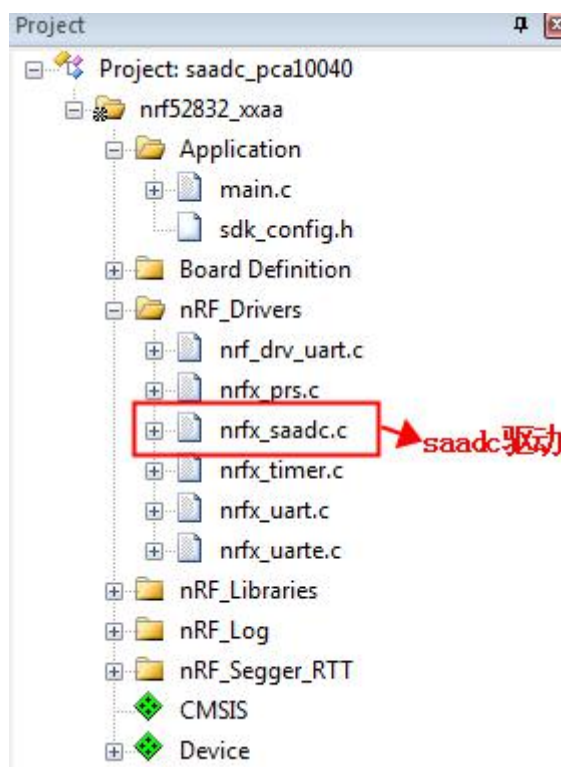 Project
Project: saadc_pca10040
nrf52832_xxaa
Application
main.c
sdk_config.h
Board Definition
nRF_Drivers
nrf_drv_uart.c
nrfx_prs.c
nrfx_saadc.c
saadc驱动
nrfx_timer.c
nrfx_uart.c
nrfx_uarte.c
nRF_Libraries
nRF_Log
nRF_Segger_RTT
CMSIS
Device